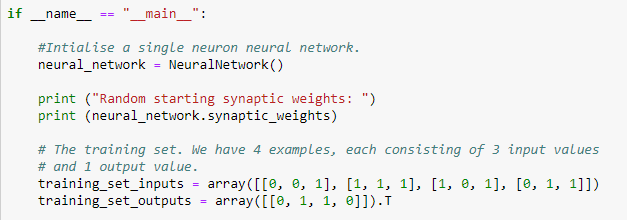 if __name__ == "__main__":
#Intialise a single neuron neural network.
neural_network = NeuralNetwork()
print ("Random starting synaptic weights: ")
print (neural_network.synaptic_weights)
# The training set. We have 4 examples, each consisting of 3 input values
# and 1 output value.
training_set_inputs = array([[0, 0, 1], [1, 1, 1], [1, 0, 1], [0, 1, 1]])
training_set_outputs = array([[0, 1, 1, 0]]).T